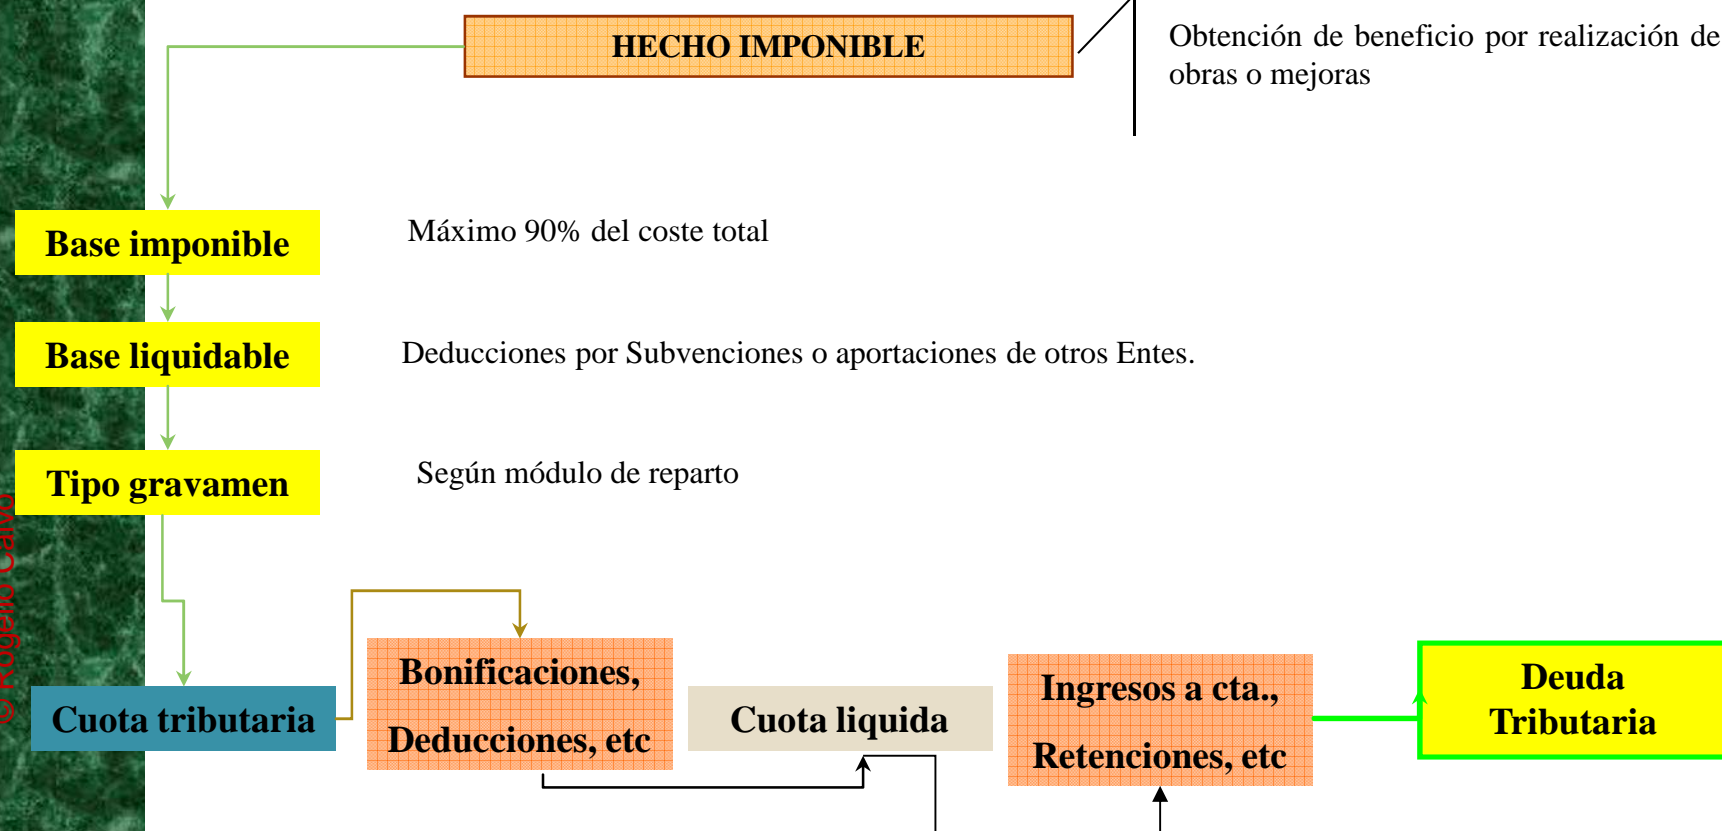 HECHO IMPONIBLE
Obtención de beneficio por realización de
obras o mejoras
Base imponible
Máximo 90% del coste total
Base liquidable
Deducciones por Subvenciones o aportaciones de otros Entes.
Tipo gravamen
Según módulo de reparto
© Rogelio Calvo
Cuota tributaria
Bonificaciones,
Deducciones, etc
Cuota liquida
Ingresos a cta.,
Retenciones, etc
Deuda
Tributaria